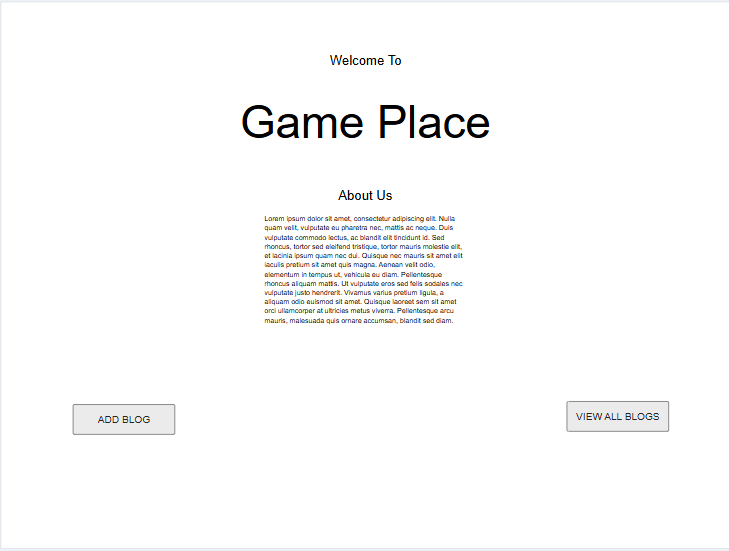 Welcome To
Game Place
About Us
Lorem ipsum dolor sit amet, consectetur adipiscing elit. Nulla
quam velit, vulputate eu pharetra nec, mattis ac neque. Duis
vulputate commodo lectus, ac blandit elit tincidunt id. Sed
rhoncus, tortor sed eleifend tristique, tortor mauris molestie elit,
et lacinia ipsum quam nec dui. Quisque nec mauris sit amet elit
iaculis pretium sit amet quis magna. Aenean velit odio,
elementum in tempus ut, vehicula eu diam. Pellentesque
rhoncus aliquam mattis. Ut vulputate eros sed felis sodales nec
vulputate justo hendrerit. Vivamus varius pretium ligula, a
aliquam odio euismod sit amet. Quisque laoreet sem sit amet
orci ullamcorper at ultricies metus viverra. Pellentesque arcu
mauris, malesuada quis ornare accumsan, blandit sed diam.
ADD BLOG
VIEW ALL BLOGS